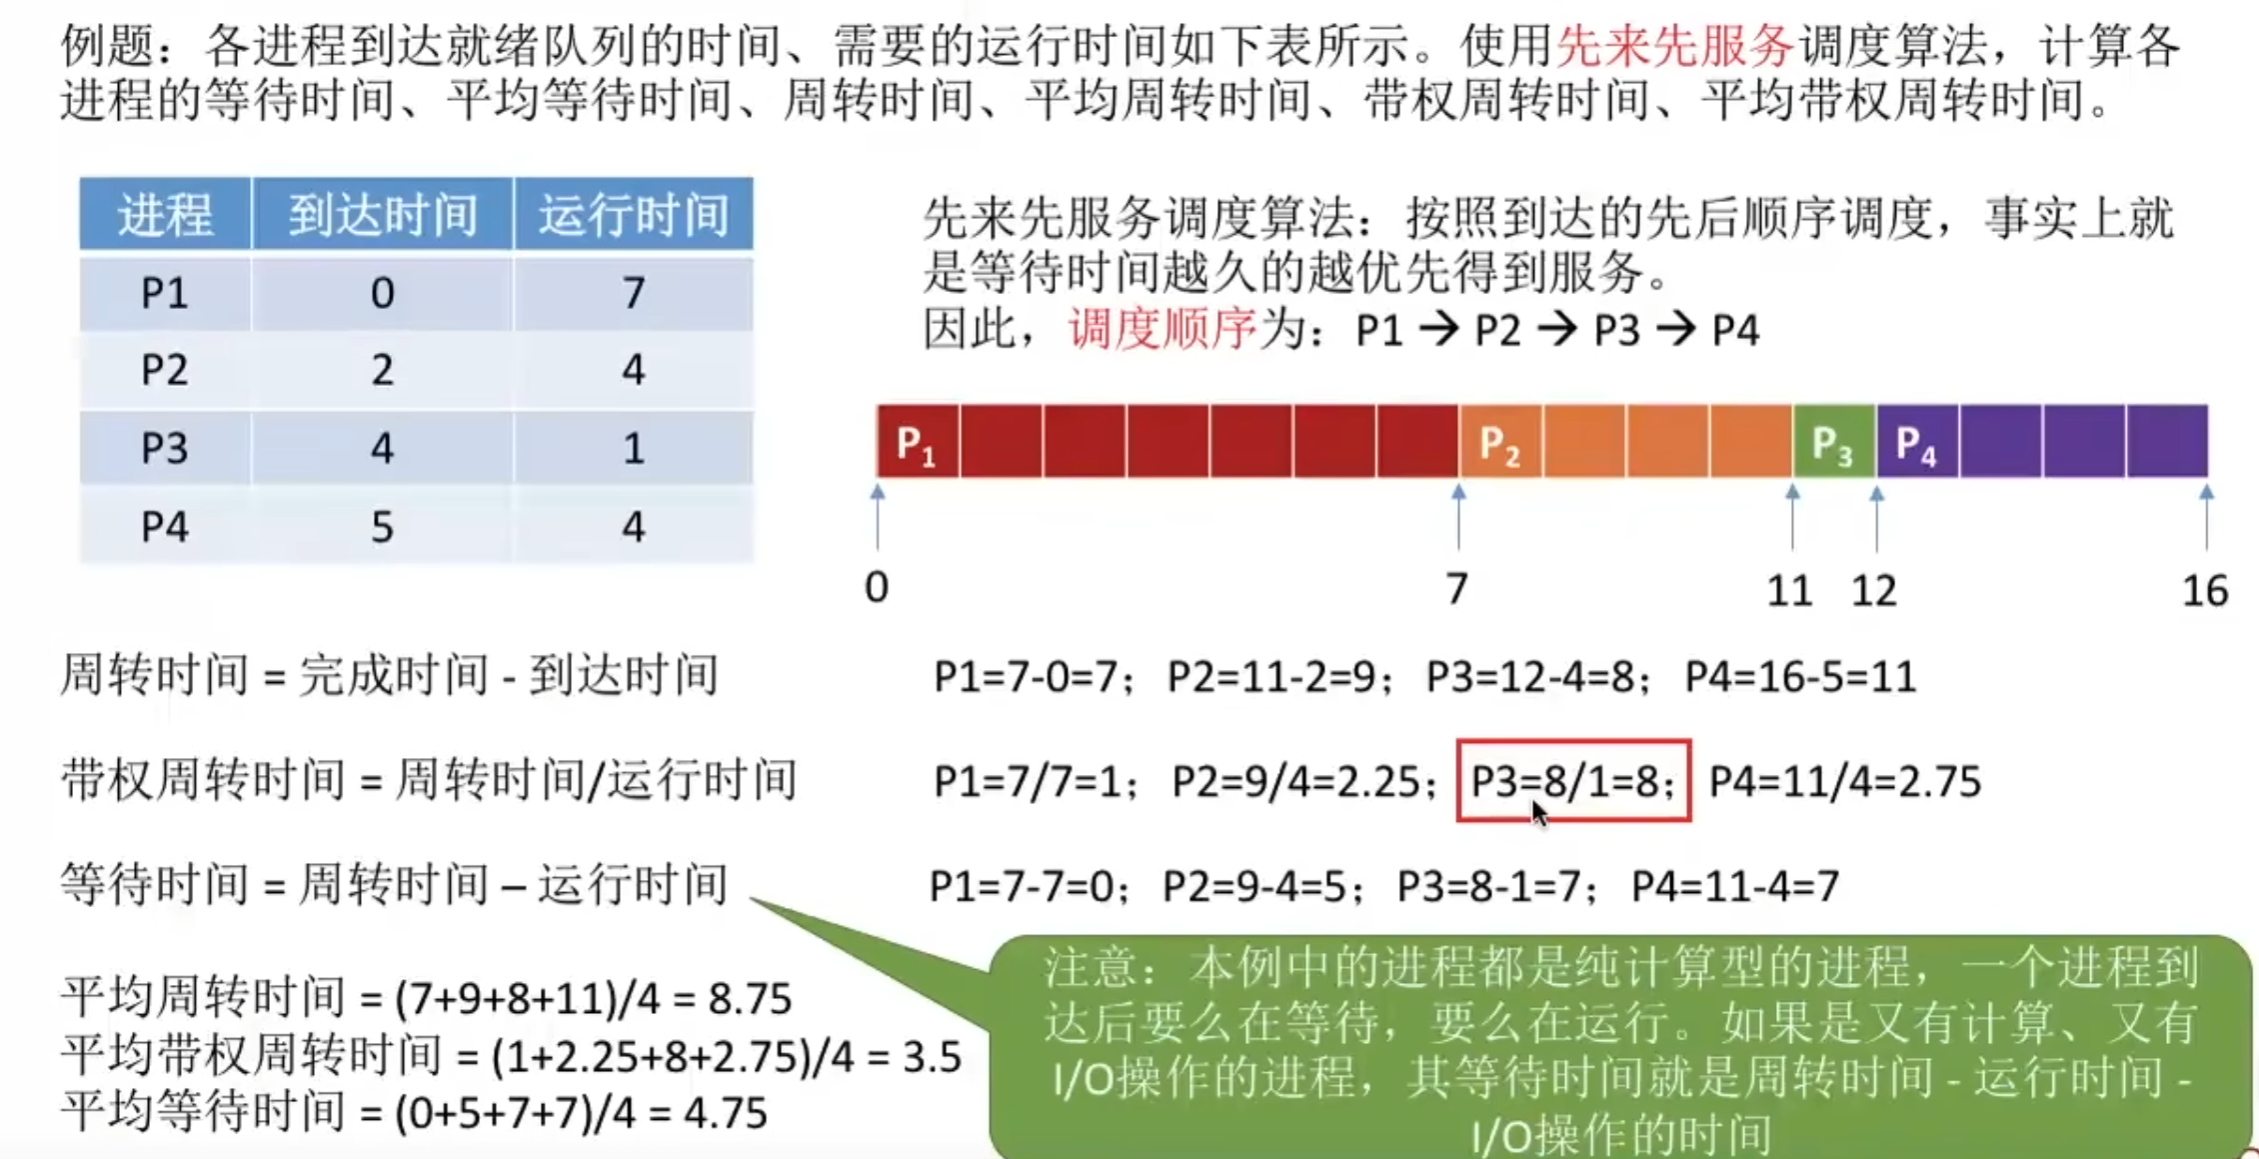 例题：各进程到达就绪队列的时间、需要的运行时间如下表所示。使用先来先服务调度算法，计算各
进程的等待时间、平均等待时间、周转时间、平均周转时间、带权周转时间、平均带权周转时间。
进程 到达时间 运行时间
P1 0 7
P2 2 4
P3 4 1
P4 5 4
先来先服务调度算法：按照到达的先后顺序调度，事实上就
是等待时间越久的越优先得到服务。
因此，调度顺序为：P1 → P2 → P3 → P4
P1 P2 P3 P4
0 7 11 12 16
周转时间 = 完成时间 - 到达时间
P1=7-0=7；P2=11-2=9；P3=12-4=8；P4=16-5=11
带权周转时间 = 周转时间/运行时间
P1=7/7=1；P2=9/4=2.25；P3=8/1=8；P4=11/4=2.75
等待时间 = 周转时间 – 运行时间
P1=7-7=0；P2=9-4=5；P3=8-1=7；P4=11-4=7
平均周转时间 = (7+9+8+11)/4 = 8.75
平均带权周转时间 = (1+2.25+8+2.75)/4 = 3.5
平均等待时间 = (0+5+7+7)/4 = 4.75
注意：本例中的进程都是纯计算型的进程，一个进程到
达后要么在等待，要么在运行。如果是又有计算、又有
I/O操作的进程，其等待时间就是周转时间 - 运行时间 -
I/O操作的时间